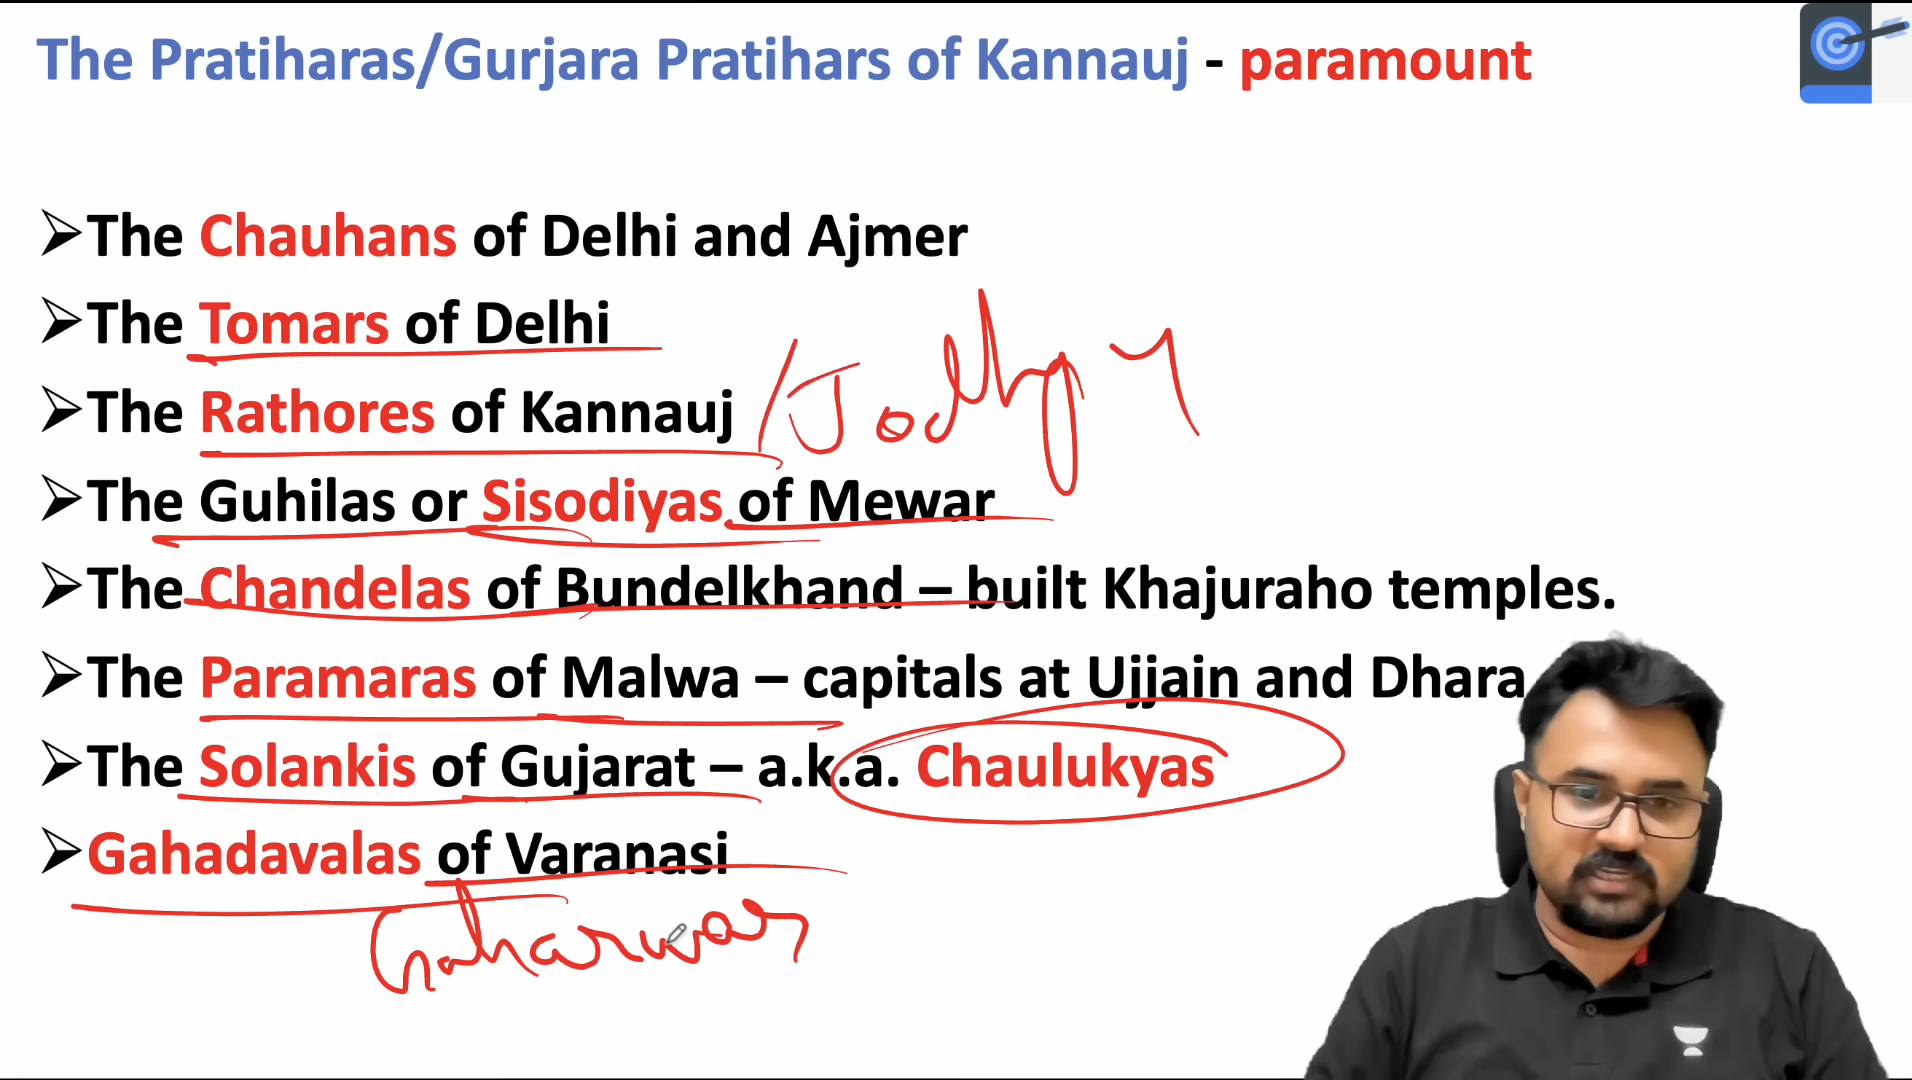 The Pratiharas/Gurjara Pratihars of Kannauj - paramount
➢The Chauhans of Delhi and Ajmer
➢The Tomars of Delhi
➢The Rathores of Kannauj
➢The Guhilas or Sisodiyas of Mewar
➢The Chandelas of Bundelkhand – built Khajuraho temples.
➢The Paramaras of Malwa – capitals at Ujjain and Dhara
➢The Solankis of Gujarat – a.k.a. Chaulukyas
➢Gahadavalas of Varanasi
Gaharwar